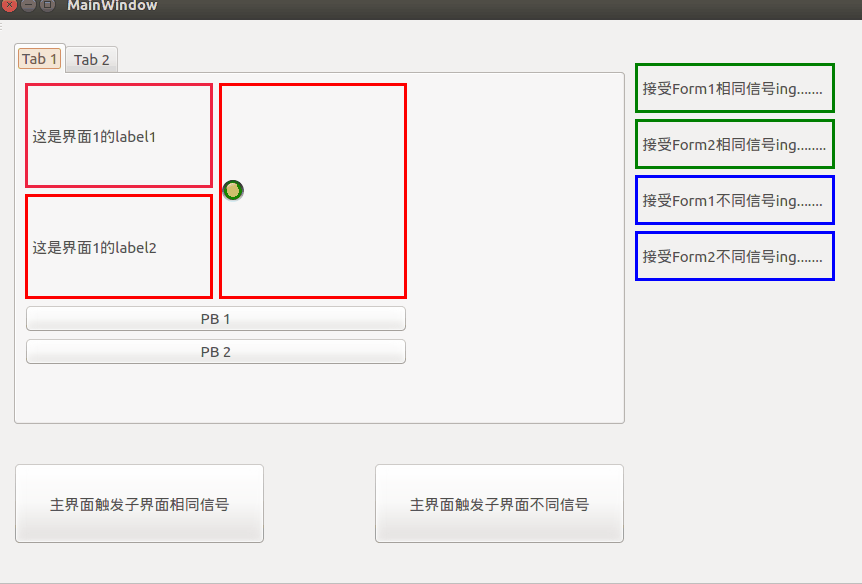 MainWindow
Tab 1
Tab 2
这是界面1的label1
这是界面1的label2
PB 1
PB 2
接受Form1相同信号ing.......
接受Form2相同信号ing........
接受Form1不同信号ing.......
接受Form2不同信号ing.......
主界面触发子界面相同信号
主界面触发子界面不同信号